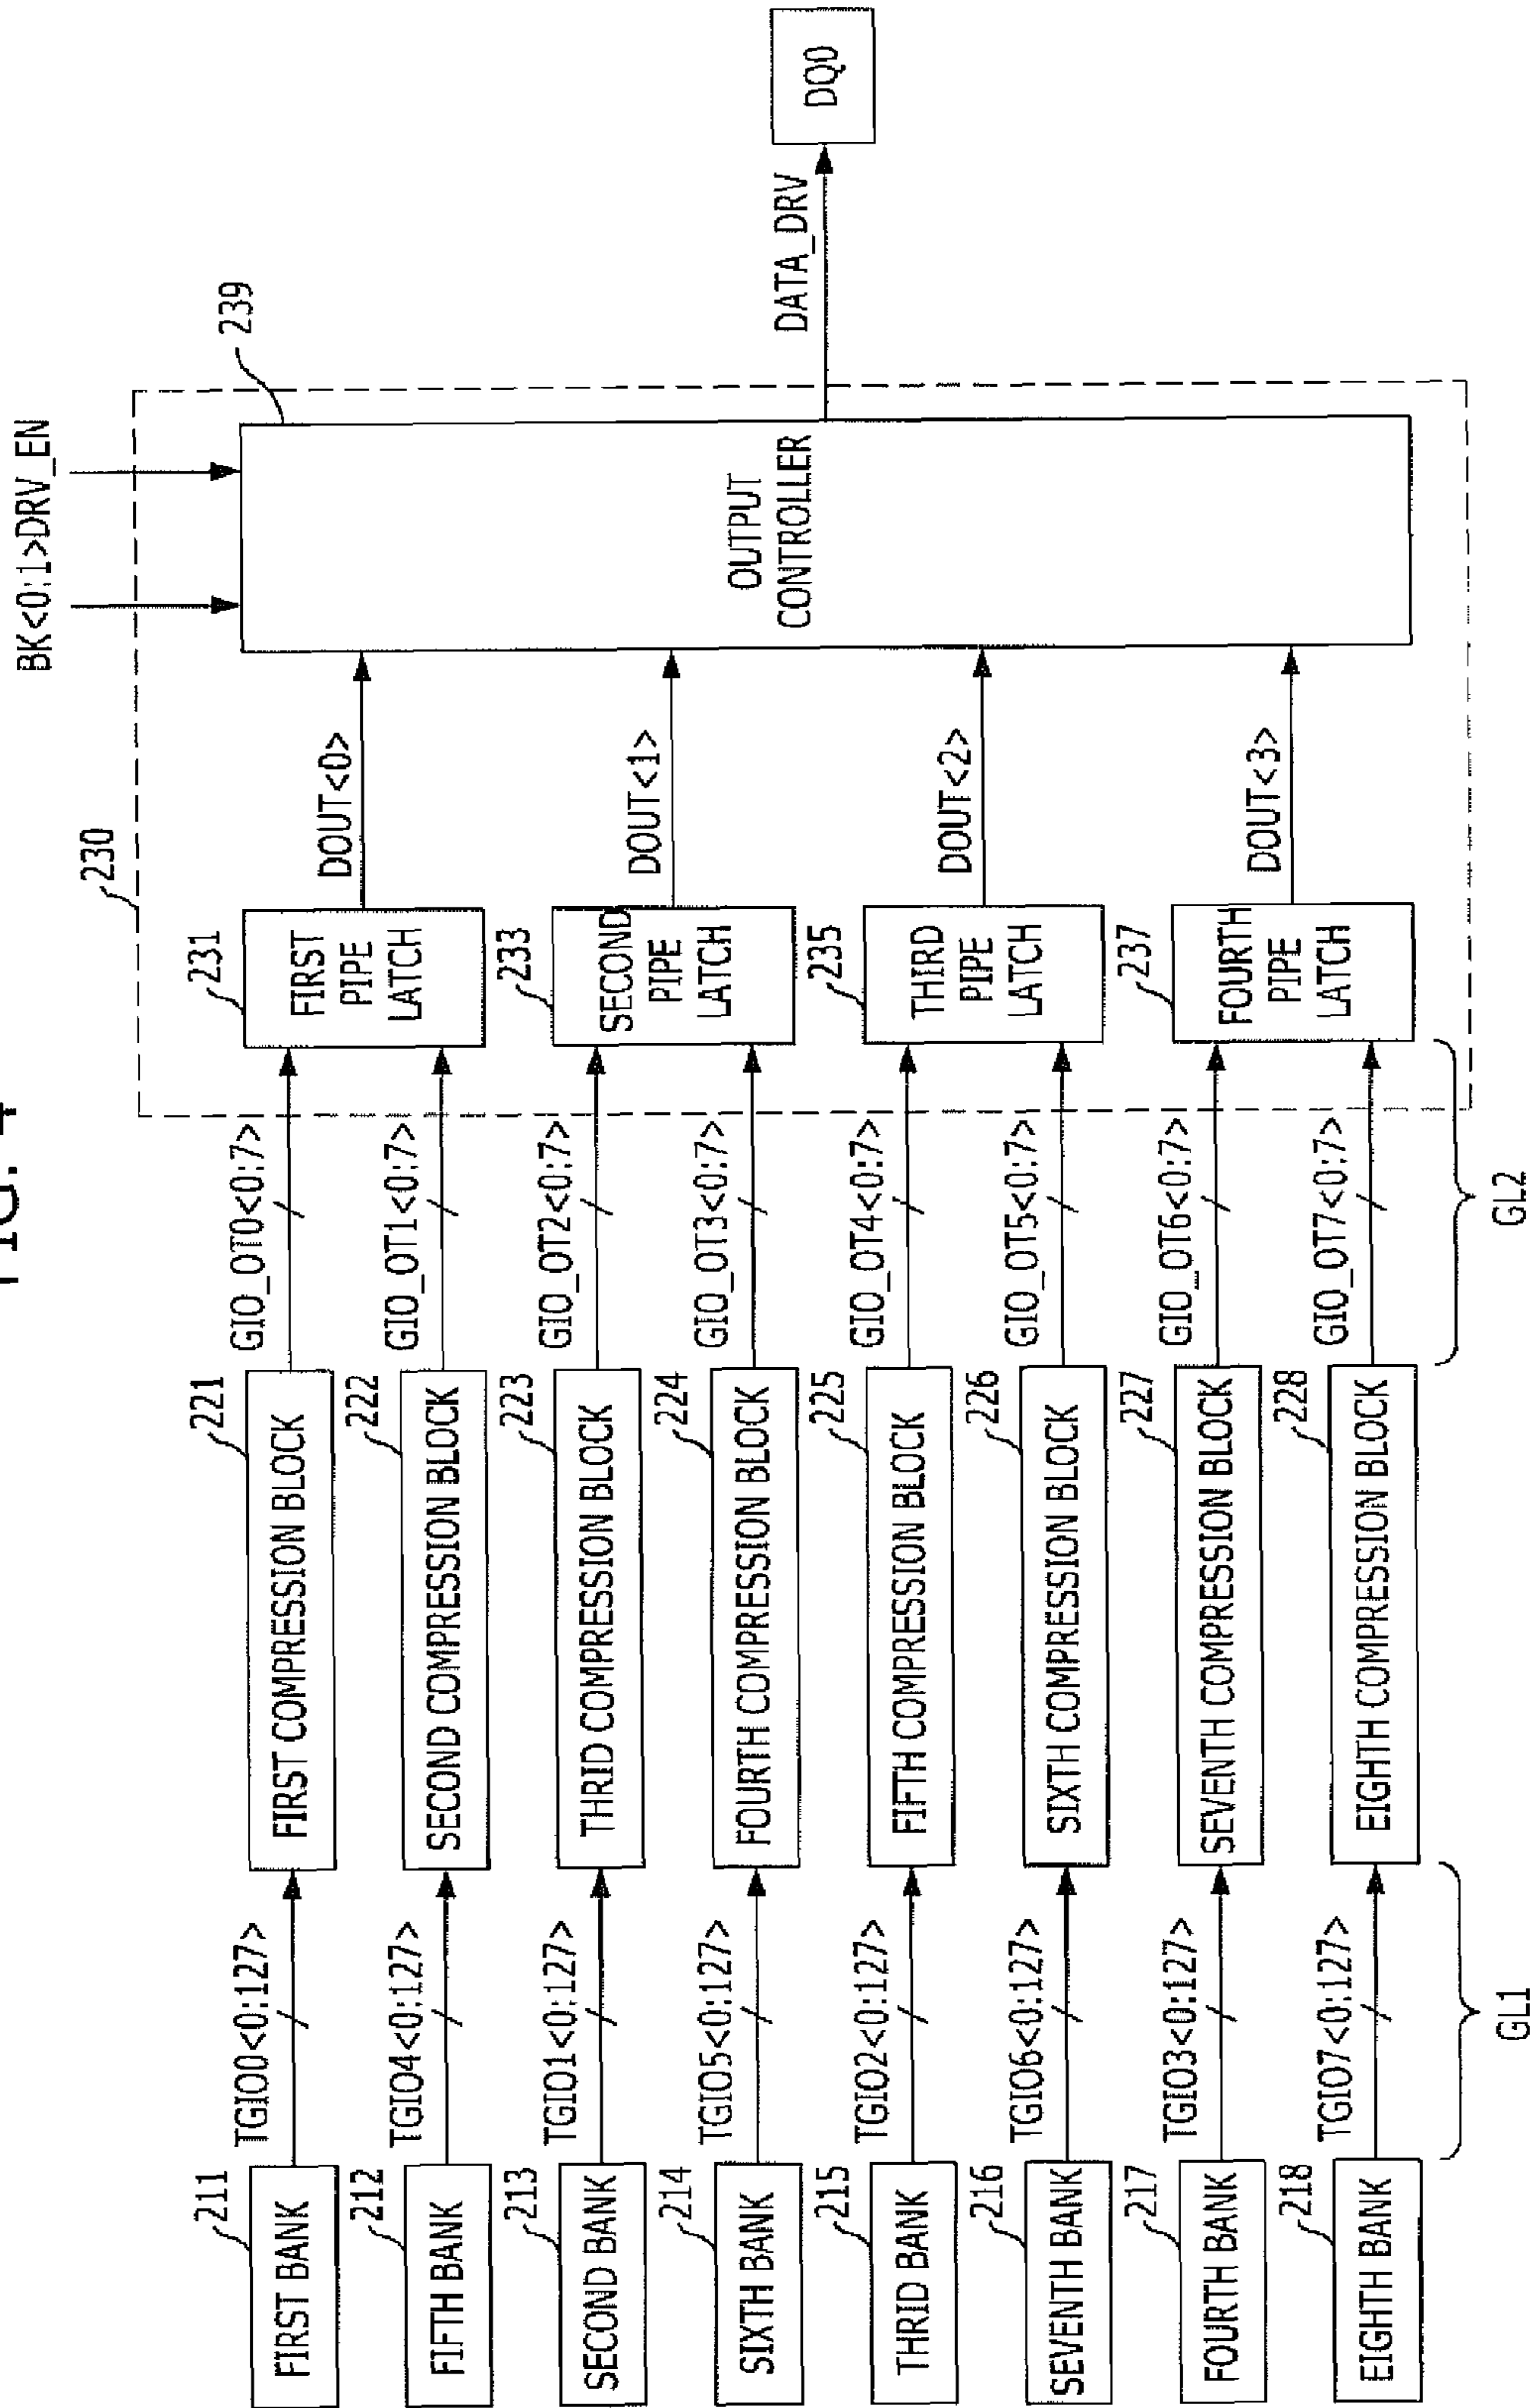 FIG. 4
BK<0:1>
DRV_EN
230
239
211
FIRST BANK
TGIO0<0:127>
221
FIRST COMPRESSION BLOCK
GIO_OT0<0:7>
231
FIRST
PIPE
LATCH
DOUT<0>
212
FIFTH BANK
TGIO4<0:127>
222
SECOND COMPRESSION BLOCK
GIO_OT1<0:7>
213
SECOND BANK
TGIO1<0:127>
223
THRID COMPRESSION BLOCK
GIO_OT2<0:7>
233
SECOND
PIPE
LATCH
DOUT<1>
214
SIXTH BANK
TGIO5<0:127>
224
FOURTH COMPRESSION BLOCK
GIO_OT3<0:7>
OUTPUT
CONTROLLER
DATA_DRV
DQ0
215
THRID BANK
TGIO2<0:127>
225
FIFTH COMPRESSION BLOCK
GIO_OT4<0:7>
235
THIRD
PIPE
LATCH
DOUT<2>
216
SEVENTH BANK
TGIO6<0:127>
226
SIXTH COMPRESSION BLOCK
GIO_OT5<0:7>
217
FOURTH BANK
TGIO3<0:127>
227
SEVENTH COMPRESSION BLOCK
GIO_OT6<0:7>
237
FOURTH
PIPE
LATCH
DOUT<3>
218
EIGHTH BANK
TGIO7<0:127>
228
EIGHTH COMPRESSION BLOCK
GIO_OT7<0:7>
GL1
GL2